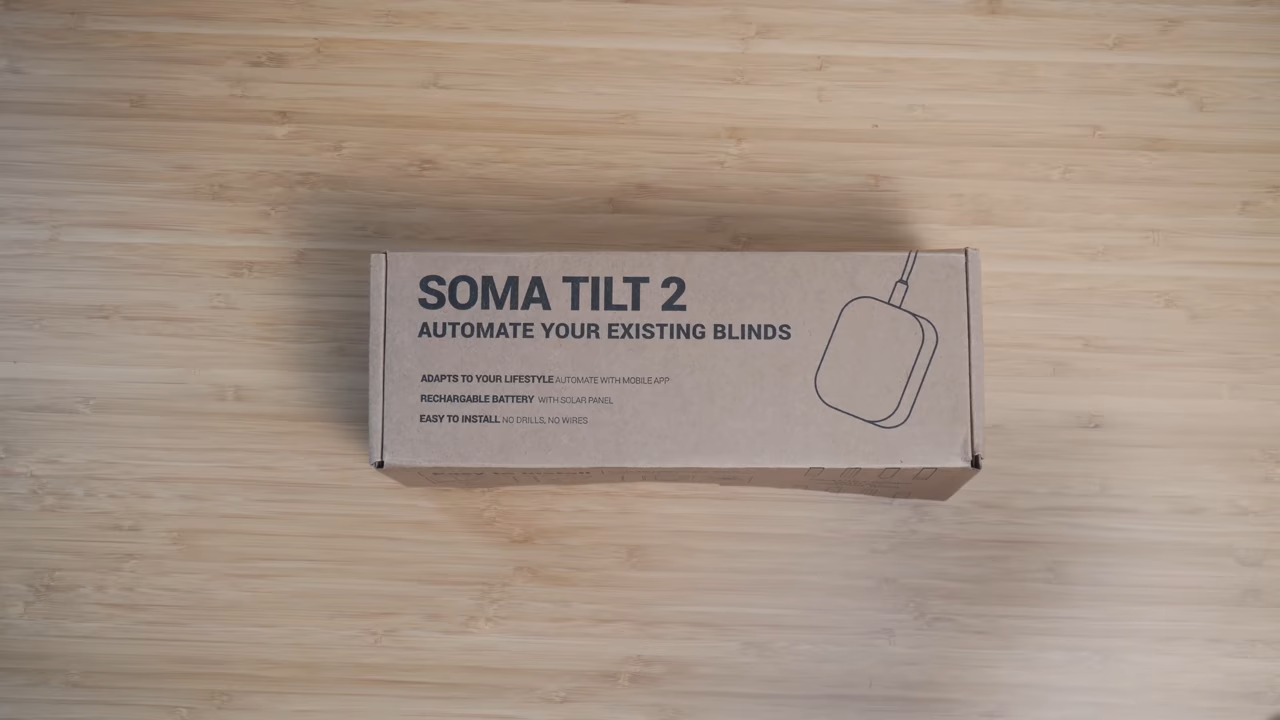 SOMA TILT 2
AUTOMATE YOUR EXISTING BLINDS
ADAPTS TO YOUR LIFESTYLE AUTOMATE WITH MOBILE APP
RECHARGABLE BATTERY WITH SOLAR PANEL
EASY TO INSTALL NO DRILLS, NO WIRES